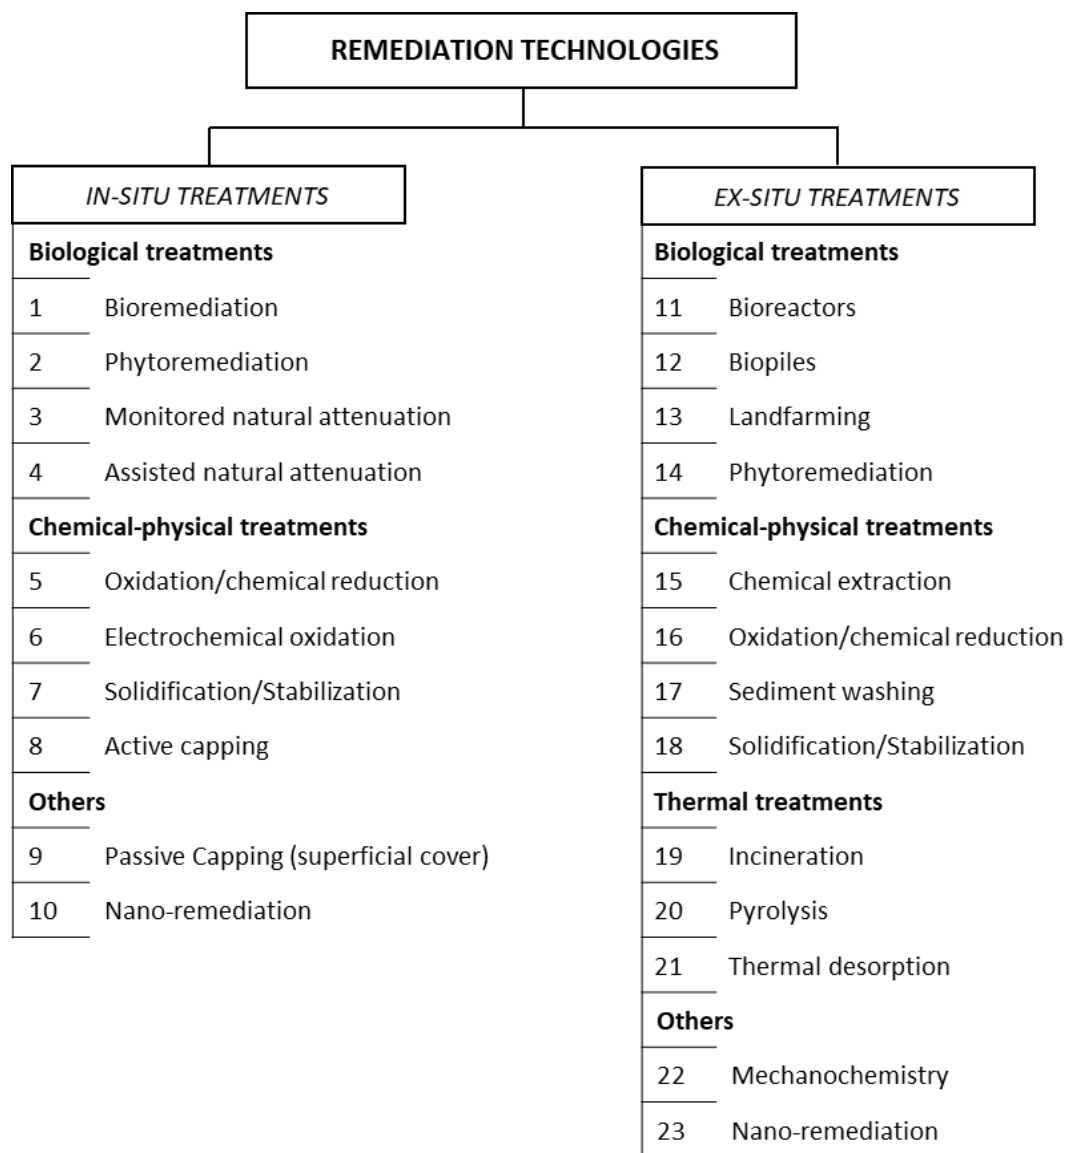 REMEDIATION TECHNOLOGIES
IN-SITU TREATMENTS
Biological treatments
1 Bioremediation
2 Phytoremediation
3 Monitored natural attenuation
4 Assisted natural attenuation
Chemical-physical treatments
5 Oxidation/chemical reduction
6 Electrochemical oxidation
7 Solidification/Stabilization
8 Active capping
Others
9 Passive Capping (superficial cover)
10 Nano-remediation
EX-SITU TREATMENTS
Biological treatments
11 Bioreactors
12 Biopiles
13 Landfarming
14 Phytoremediation
Chemical-physical treatments
15 Chemical extraction
16 Oxidation/chemical reduction
17 Sediment washing
18 Solidification/Stabilization
Thermal treatments
19 Incineration
20 Pyrolysis
21 Thermal desorption
Others
22 Mechanochemistry
23 Nano-remediation